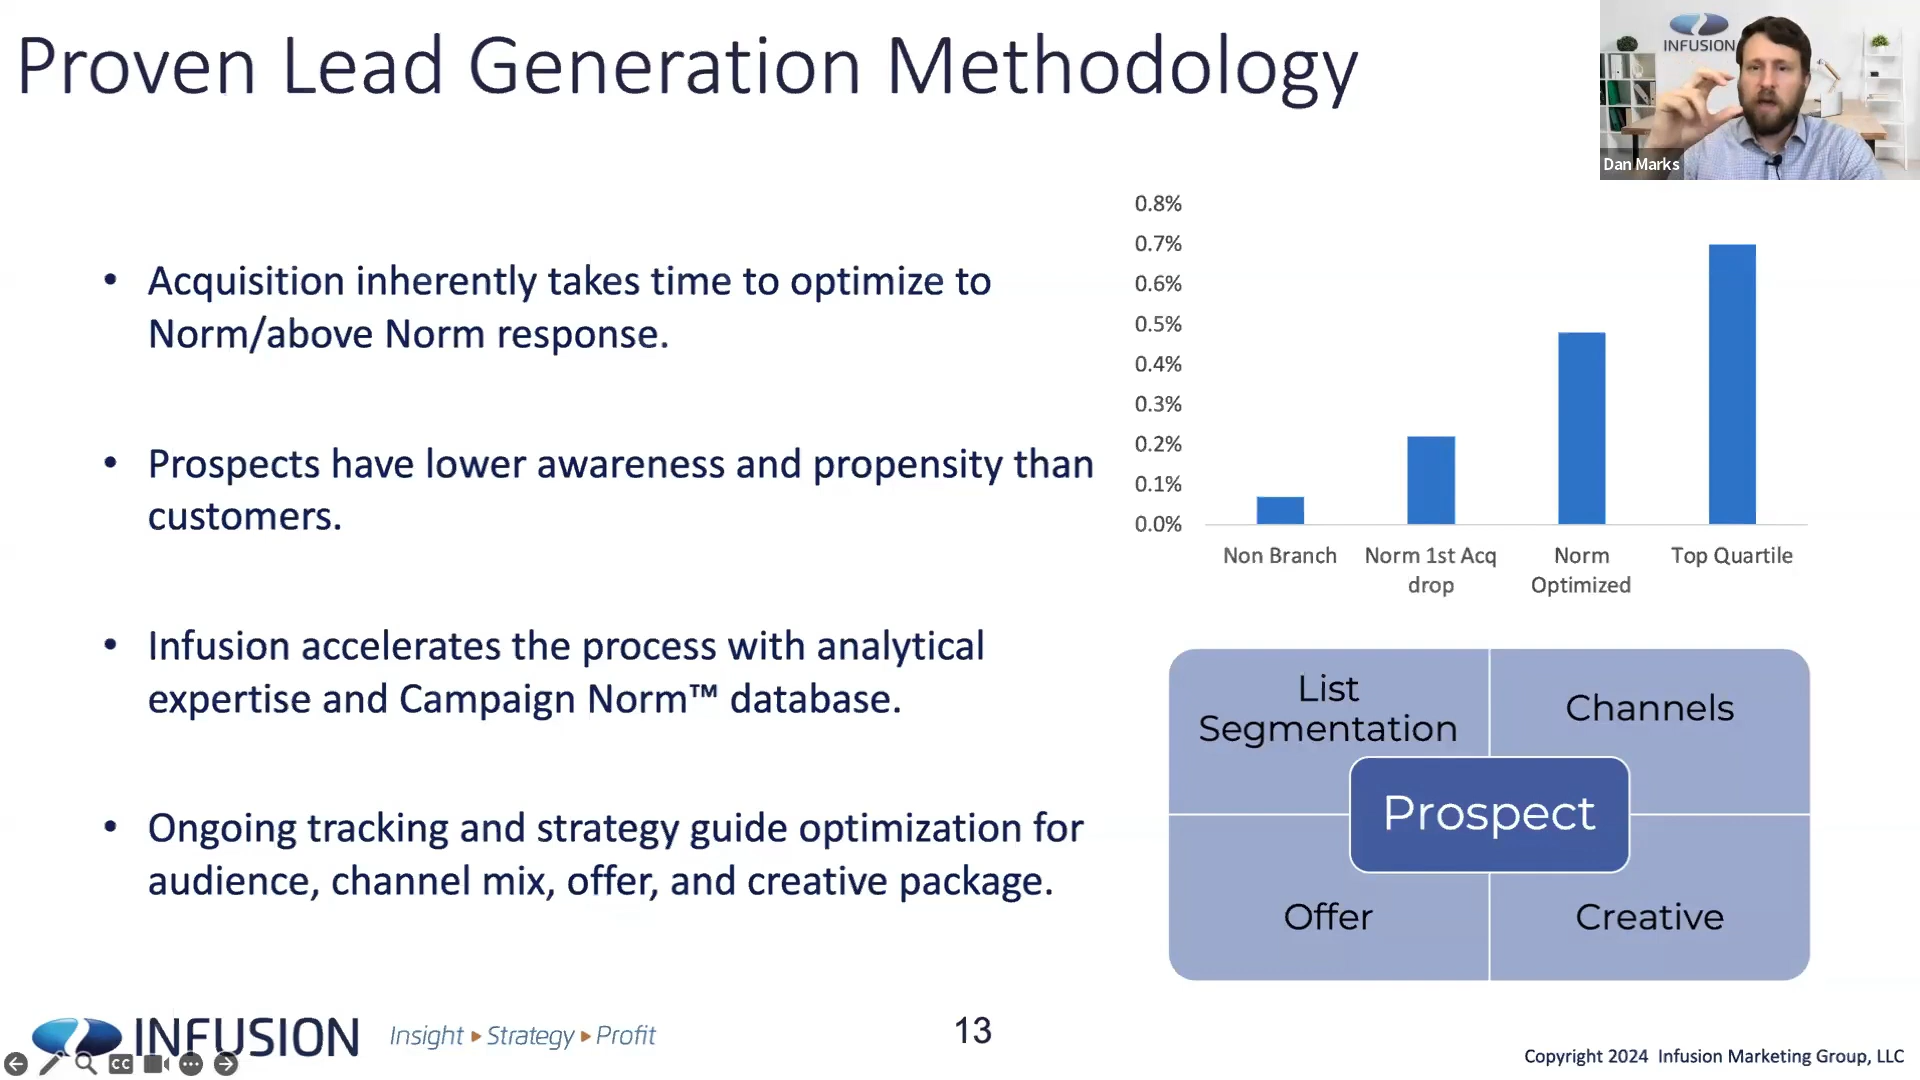 Proven Lead Generation Methodology
INFUSION
Dan Marks
• Acquisition inherently takes time to optimize to
Norm/above Norm response.
• Prospects have lower awareness and propensity than
customers.
• Infusion accelerates the process with analytical
expertise and Campaign Norm™ database.
• Ongoing tracking and strategy guide optimization for
audience, channel mix, offer, and creative package.
0.8%
0.7%
0.6%
0.5%
0.4%
0.3%
0.2%
0.1%
0.0%
Non Branch
Norm 1st Acq
drop
Norm
Optimized
Top Quartile
List
Segmentation
Channels
Prospect
Offer
Creative
INFUSION
Insight ▸ Strategy ▸ Profit
CC
13
Copyright 2024 Infusion Marketing Group, LLC